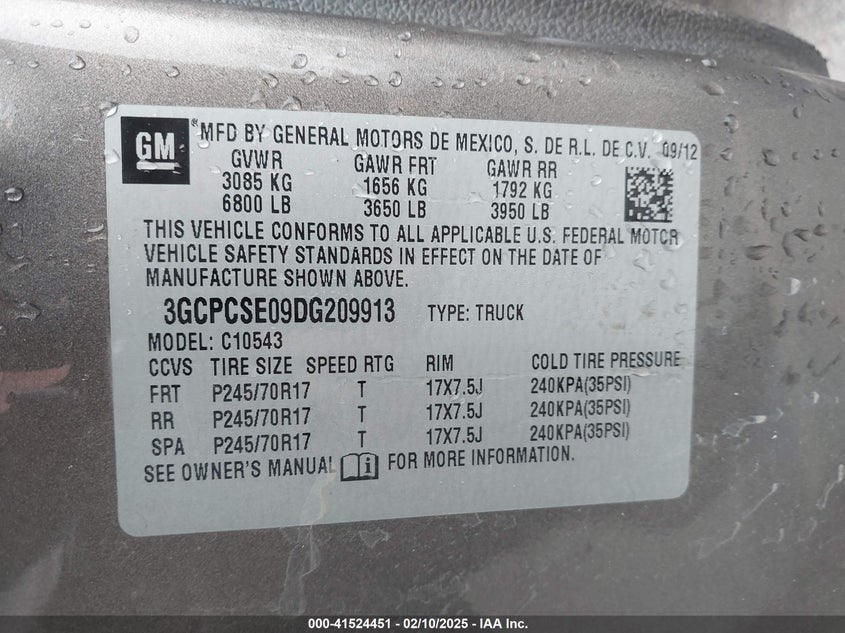 GM ® MFD BY GENERAL MOTORS DE MEXICO, S. DE R.L. DE C.V. 09/12
GVWR GAWR FRT GAWR RR
3085 KG 1656 KG 1792 KG
6800 LB 3650 LB 3950 LB
THIS VEHICLE CONFORMS TO ALL APPLICABLE U.S. FEDERAL MOTOR
VEHICLE SAFETY STANDARDS IN EFFECT ON THE DATE OF
MANUFACTURE SHOWN ABOVE.
3GCPCSE09DG209913 TYPE: TRUCK
MODEL: C10543
CCVS TIRE SIZE SPEED RTG RIM COLD TIRE PRESSURE
FRT P245/70R17 T 17X7.5J 240KPA(35PSI)
RR P245/70R17 T 17X7.5J 240KPA(35PSI)
SPA P245/70R17 T 17X7.5J 240KPA(35PSI)
SEE OWNER'S MANUAL i FOR MORE INFORMATION.
000-41524451 - 02/10/2025 - IAA Inc.